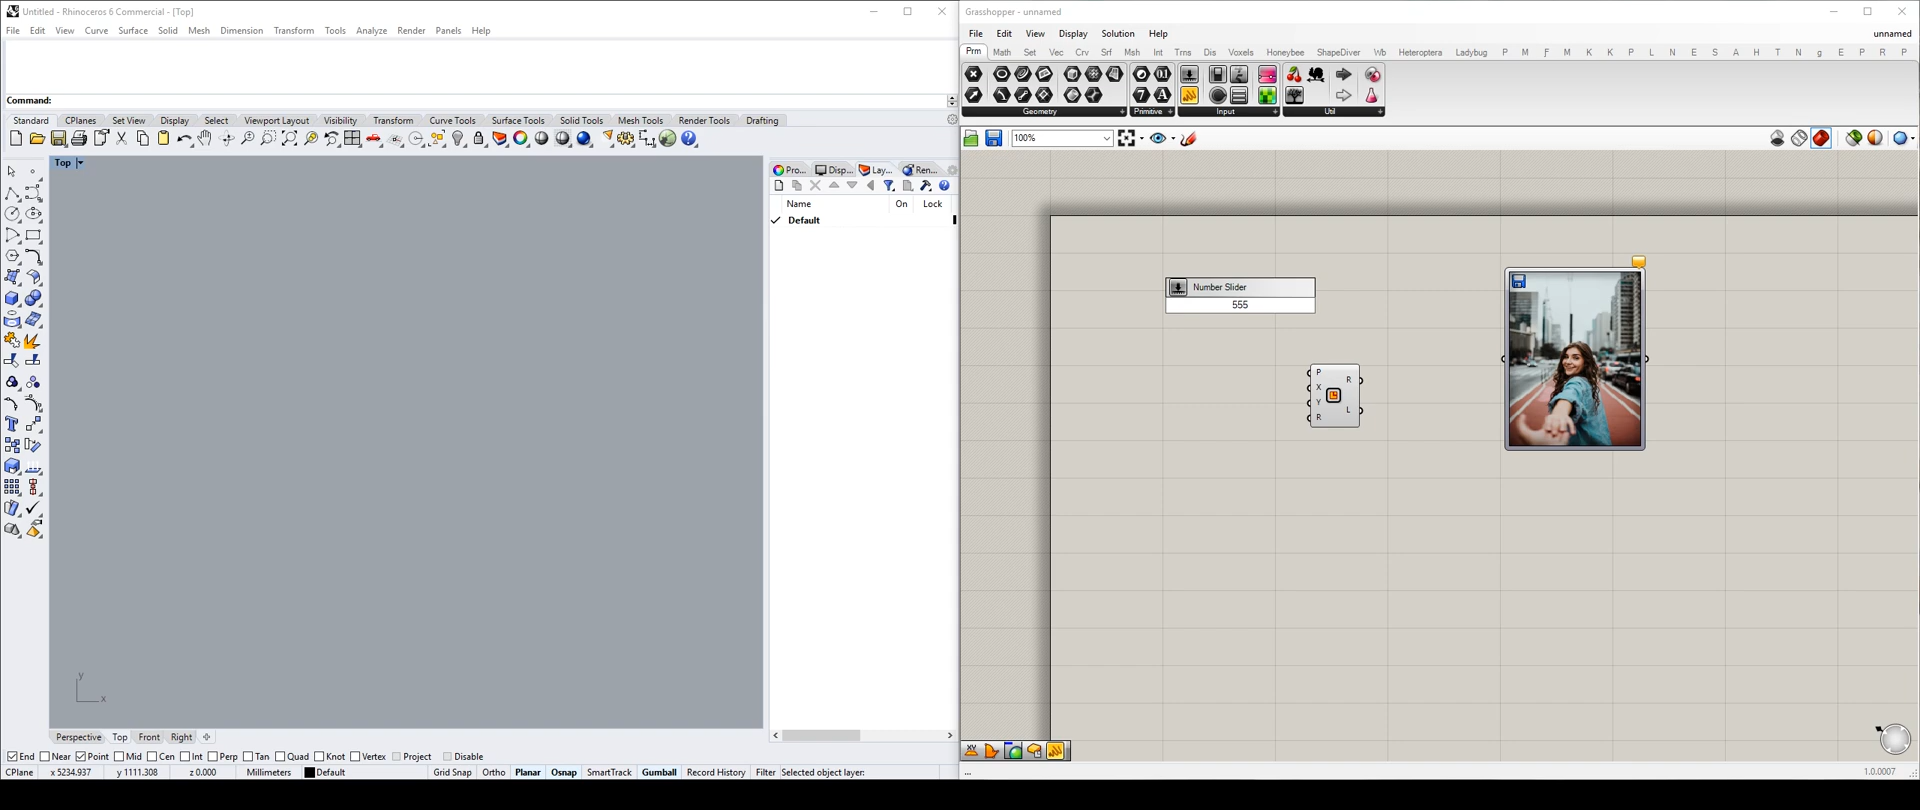 Untitled - Rhinoceros 6 Commercial - [Top]
File Edit View Curve Surface Solid Mesh Dimension Transform Tools Analyze Render Panels Help
Command:
Standard CPlanes Set View Display Select Viewport Layout Visibility Transform Curve Tools Surface Tools Solid Tools Mesh Tools Render Tools Drafting
Top
Pro... Disp... Lay... Ren...
Name On Lock
Default
y
x
Perspective Top Front Right
End Near Point Mid Cen Int Perp Tan Quad Knot Vertex Project Disable
CPlane x 5234.937 y 1111.308 z 0.000 Millimeters Default Grid Snap Ortho Planar Osnap SmartTrack Gumball Record History Filter Selected object layer:
Grasshopper - unnamed
File Edit View Display Solution Help unnamed
Prm Math Set Vec Crv Srf Msh Int Trns Dis Voxels Honeybee ShapeDiver Wb Heteroptera Ladybug P M F M K K P L N E S A H T N g E P R P
Geometry Primitive Input Util
100%
Number Slider
555
P
X
Y
R
R
L
XY
...
1.0.0007